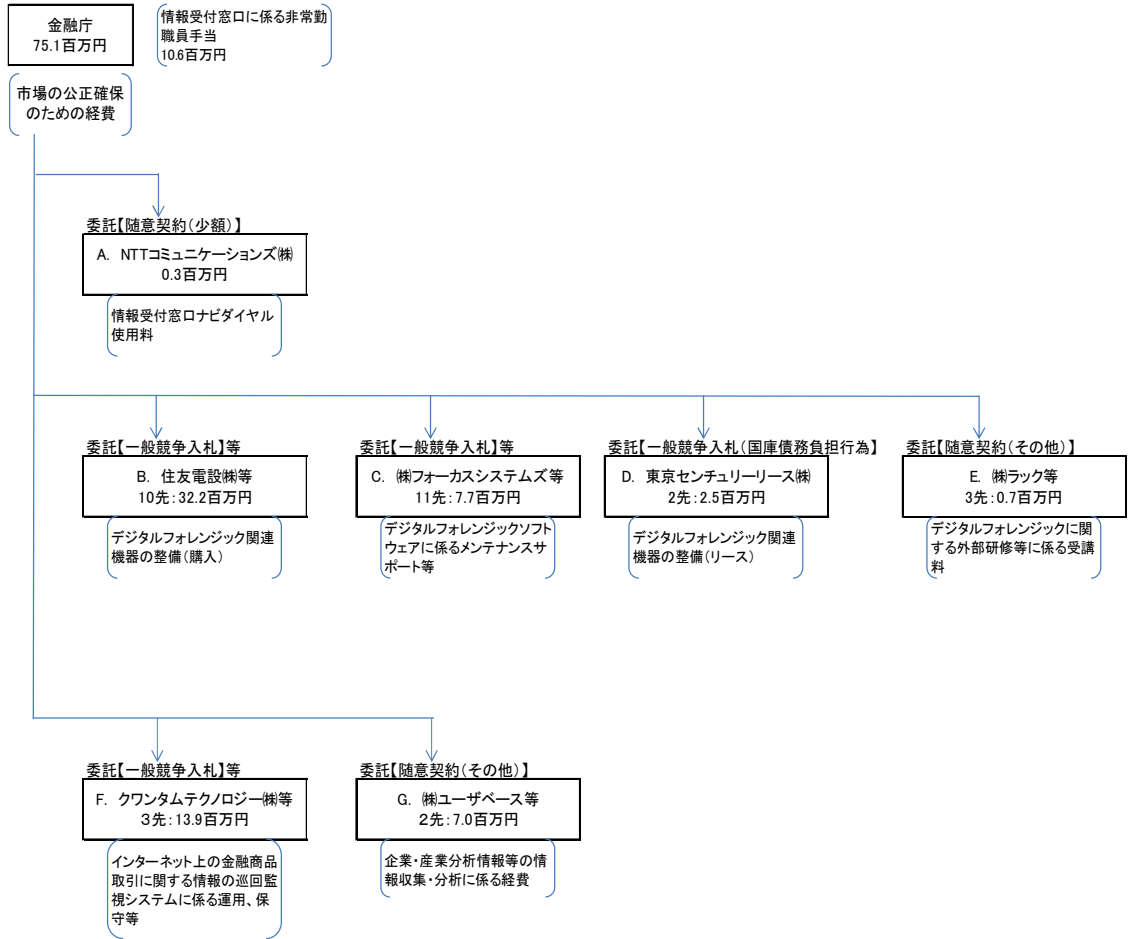 金融庁
75.1百万円
情報受付窓口に係る非常勤
職員手当
10.6百万円
市場の公正確保
のための経費
委託【随意契約(少額)】
A. NTTコミュニケーションズ㈱
0.3百万円
情報受付窓口ナビダイヤル
使用料
委託【一般競争入札】等
B. 住友電設㈱等
10先:32.2百万円
デジタルフォレンジック関連
機器の整備(購入)
委託【一般競争入札】等
C. ㈱フォーカスシステムズ等
11先:7.7百万円
デジタルフォレンジックソフト
ウェアに係るメンテナンスサ
ポート等
委託【一般競争入札(国庫債務負担行為】
D. 東京センチュリーリース㈱
2先:2.5百万円
デジタルフォレンジック関連
機器の整備(リース)
委託【随意契約(その他)】
E. ㈱ラック等
3先:0.7百万円
デジタルフォレンジックに関
する外部研修等に係る受講
料
委託【一般競争入札】等
F. クワンタムテクノロジー㈱等
3先:13.9百万円
インターネット上の金融商品
取引に関する情報の巡回監
視システムに係る運用、保
守等
委託【随意契約(その他)】
G. ㈱ユーザベース等
2先:7.0百万円
企業・産業分析情報等の情
報収集・分析に係る経費